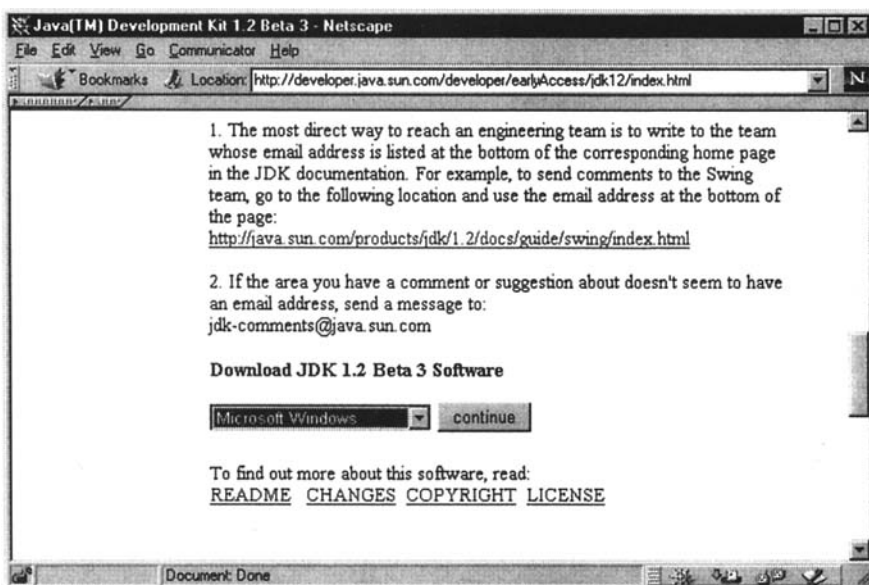 Java(TM) Development Kit 1.2 Beta 3 - Netscape
File Edit View Go Communicator Help
Bookmarks Location: http://developer.java.sun.com/developer/earlyAccess/jdk12/index.html N
1. The most direct way to reach an engineering team is to write to the team
whose email address is listed at the bottom of the corresponding home page
in the JDK documentation. For example, to send comments to the Swing
team, go to the following location and use the email address at the bottom of
the page:
http://java.sun.com/products/jdk/1.2/docs/guide/swing/index.html
2. If the area you have a comment or suggestion about doesn't seem to have
an email address, send a message to:
jdk-comments@java.sun.com
Download JDK 1.2 Beta 3 Software
Microsoft Windows continue
To find out more about this software, read:
README CHANGES COPYRIGHT LICENSE
Document: Done